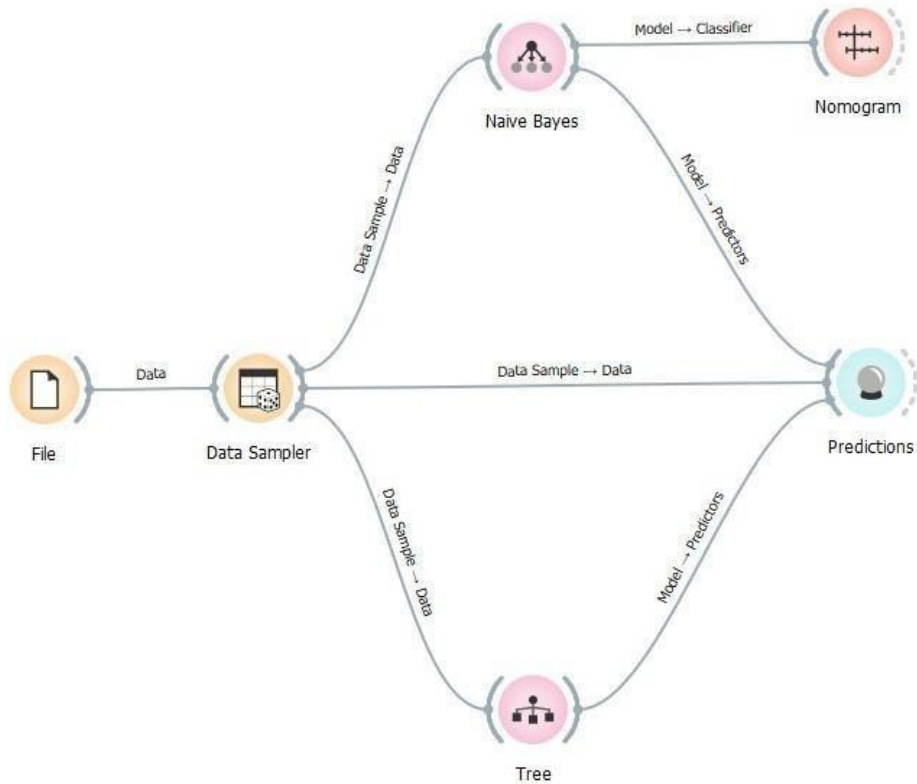 Model → Classifier
Naive Bayes
Nomogram
Data Sample → Data
Model → Predictors
Data
Data Sample → Data
File
Data Sampler
Predictions
Data Sample → Data
Model → Predictors
Tree